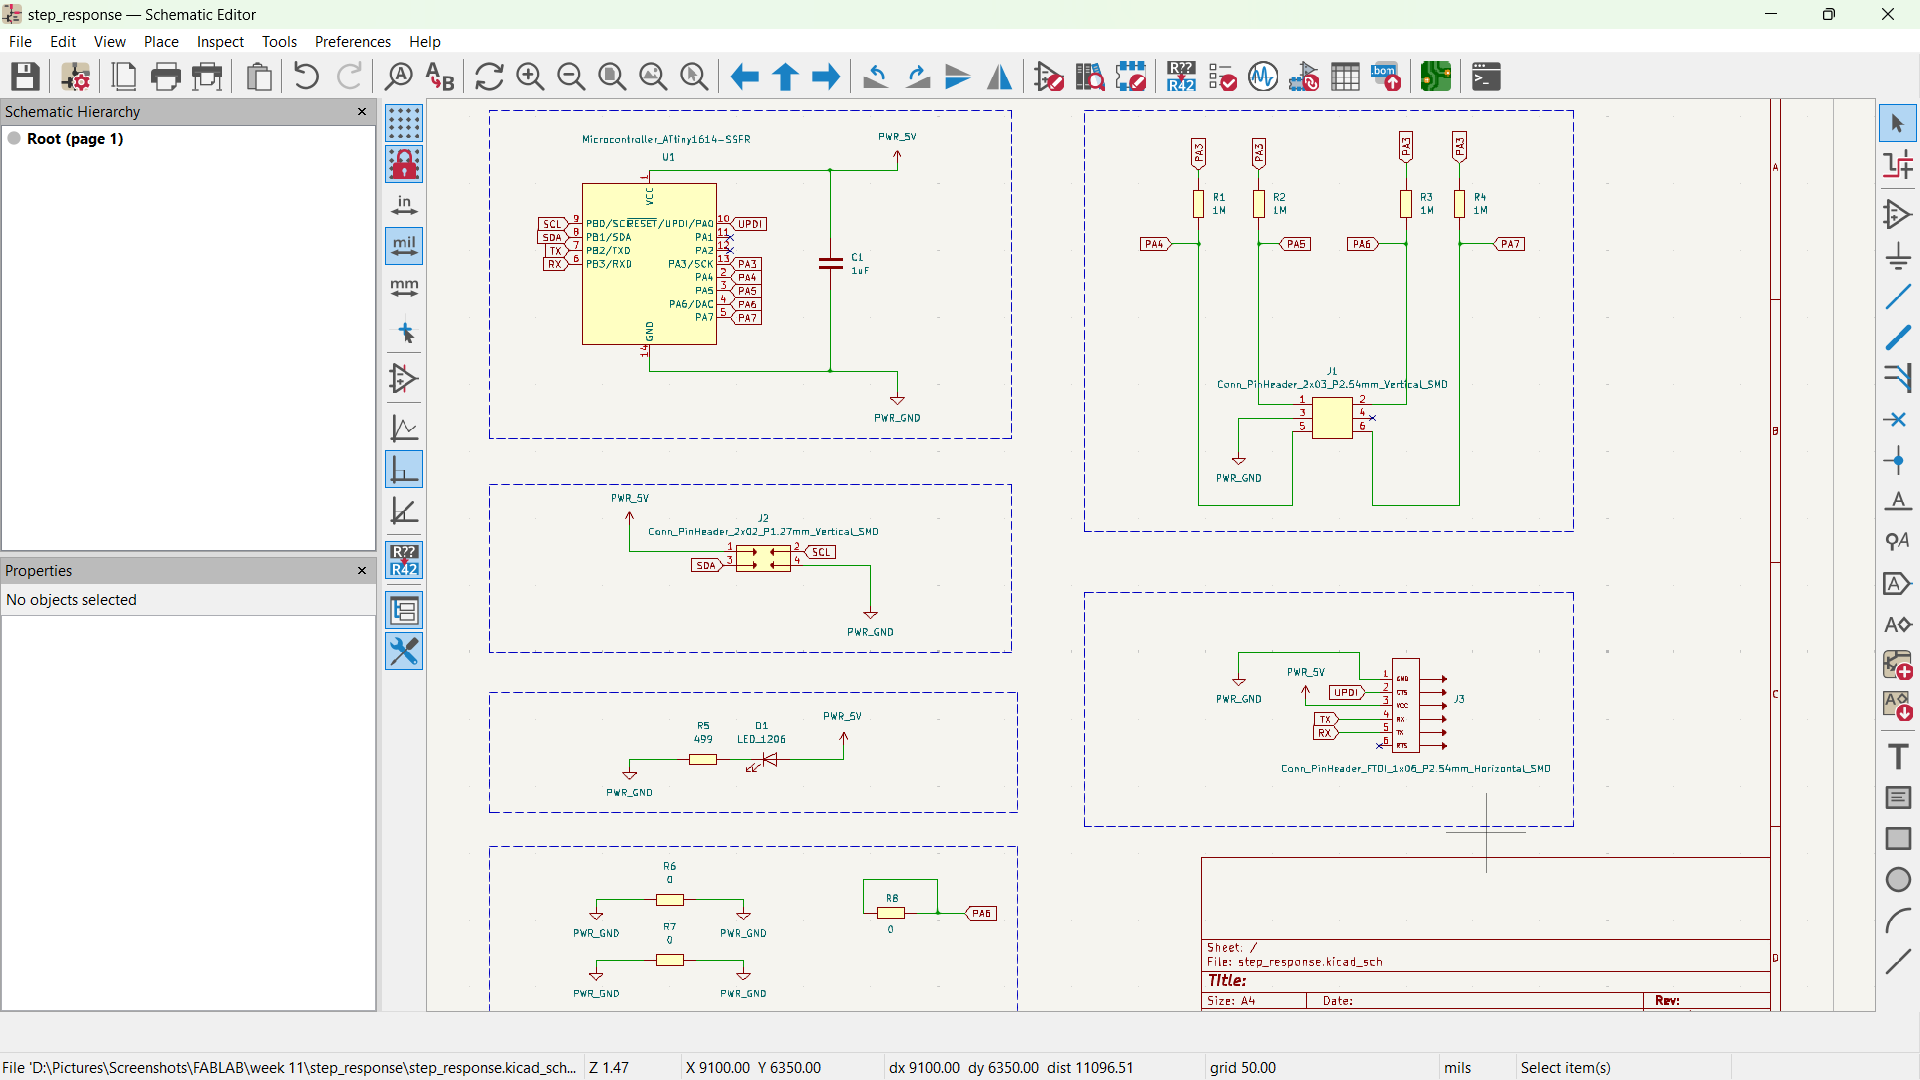 step_response — Schematic Editor
File Edit View Place Inspect Tools Preferences Help
R??
R42
.bom
Schematic Hierarchy
Root (page 1)
in
mil
mm
R??
R42
Properties
No objects selected
Microcontroller_ATtiny1614-SSFR
U1
PWR_5V
1
VCC
SCL 9 PB0/SCL
RESET/UPDI/PA0 10 UPDI
SDA 8 PB1/SDA
PA1 11
TX 7 PB2/TXD
PA2 12
RX 6 PB3/RXD
PA3/SCK 13 PA3
PA4 2 PA4
PA5 3 PA5
PA6/DAC 4 PA6
PA7 5 PA7
GND
14
C1
1uF
PWR_GND
PA3 PA3 PA3 PA3
R1 R2 R3 R4
1M 1M 1M 1M
PA4 PA5 PA6 PA7
J1
Conn_PinHeader_2x03_P2.54mm_Vertical_SMD
1 2
3 4
5 6
PWR_GND
PWR_5V
J2
Conn_PinHeader_2x02_P1.27mm_Vertical_SMD
1 2 SCL
SDA 3 4
PWR_GND
R5 D1 PWR_5V
499 LED_1206
PWR_GND
PWR_5V
PWR_GND
1 GND
UPDI 2 CTS
3 VCC
TX 4 RX
RX 5 TX
6 RTS
J3
Conn_PinHeader_FTDI_1x06_P2.54mm_Horizontal_SMD
R6
0
PWR_GND PWR_GND
R7
0
PWR_GND PWR_GND
R8
0
PA6
A
B
C
D
Sheet: /
File: step_response.kicad_sch
Title:
Size: A4 Date: Rev:
File 'D:\Pictures\Screenshots\FABLAB\week 11\step_response\step_response.kicad_sch... Z 1.47 X 9100.00 Y 6350.00 dx 9100.00 dy 6350.00 dist 11096.51 grid 50.00 mils Select item(s)